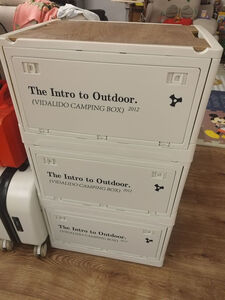 The Intro to Outdoor.
(VIDALIDO CAMPING BOX) 2012
The Intro to Outdoor.
(VIDALIDO CAMPING BOX) 2012
The Intro to Outdoor.
(VIDALIDO CAMPING BOX) 2012